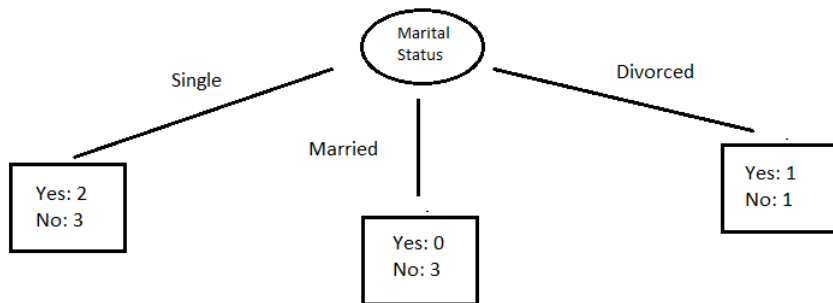 Marital
Status
Single
Divorced
Married
Yes: 2
No: 3
Yes: 1
No: 1
Yes: 0
No: 3